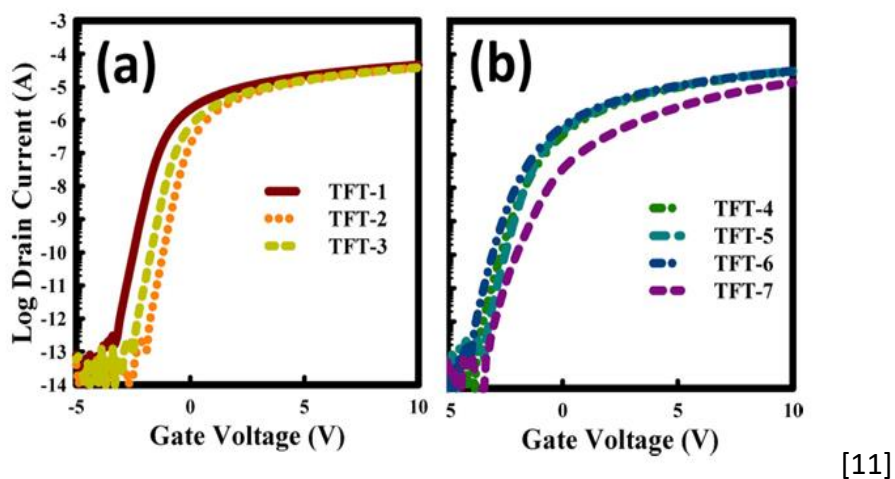 -3
-4
-5
-6
-7
-8
-9
-10
-11
-12
-13
-14
Log Drain Current (A)
(a)
TFT-1
TFT-2
TFT-3
-5 0 5 10
Gate Voltage (V)
(b)
TFT-4
TFT-5
TFT-6
TFT-7
5 0 5 10
Gate Voltage (V)
[11]